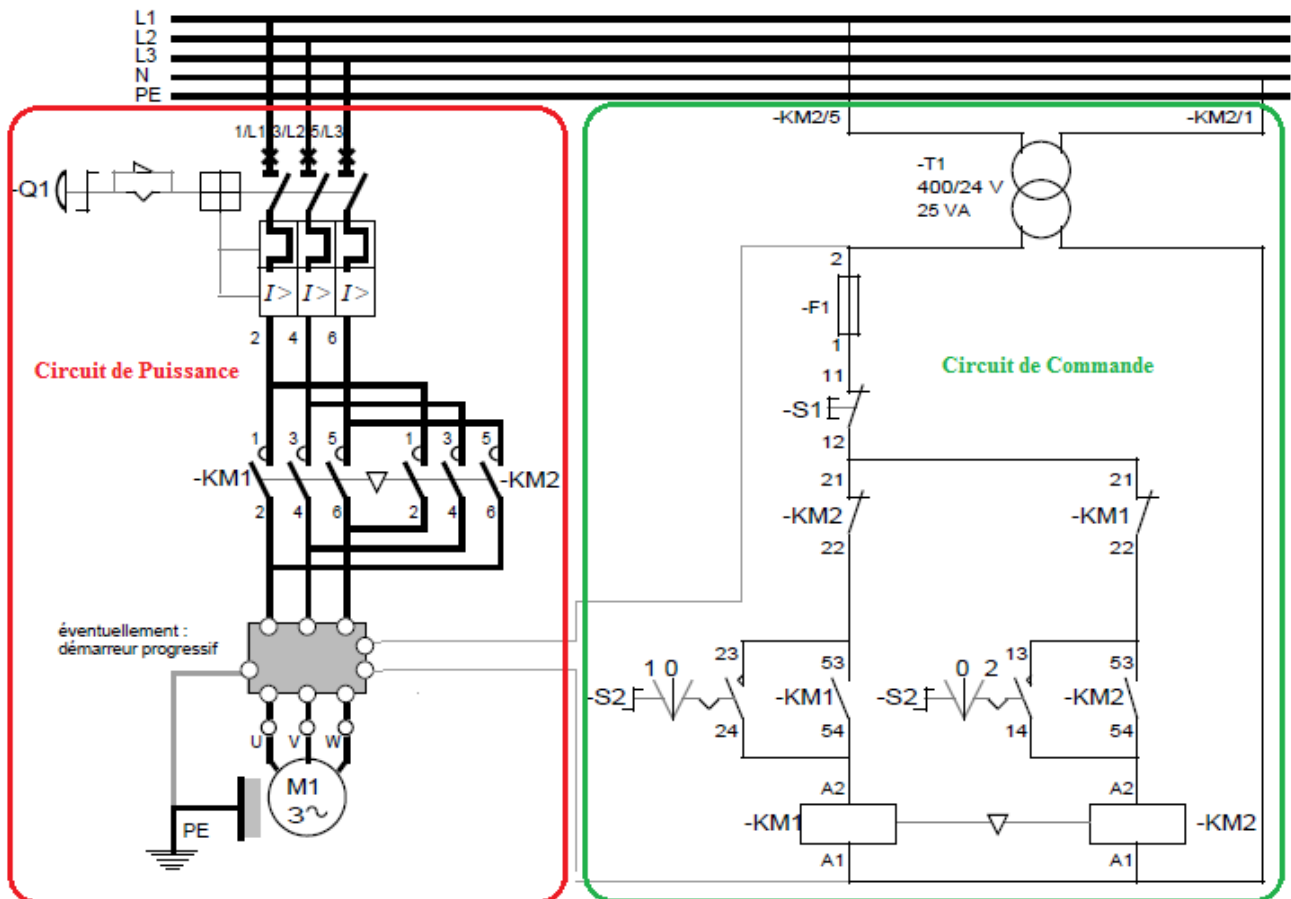 L1
L2
L3
N
PE
-KM2/5
-KM2/1
1/L1 3/L2 5/L3
-Q1
-T1
400/24 V
25 VA
I> I> I>
2 4 6
2
-F1
1
Circuit de Puissance
Circuit de Commande
11
-S1
12
1 3 5 1 3 5
-KM1
-KM2
2 4 6 2 4 6
21 21
-KM2
-KM1
22 22
éventuellement :
démarreur progressif
1 0 23 53 0 2 13 53
-S2 -KM1 -S2 -KM2
24 54 14 54
U V W
M1
3~
PE
A2 A2
-KM1
-KM2
A1 A1